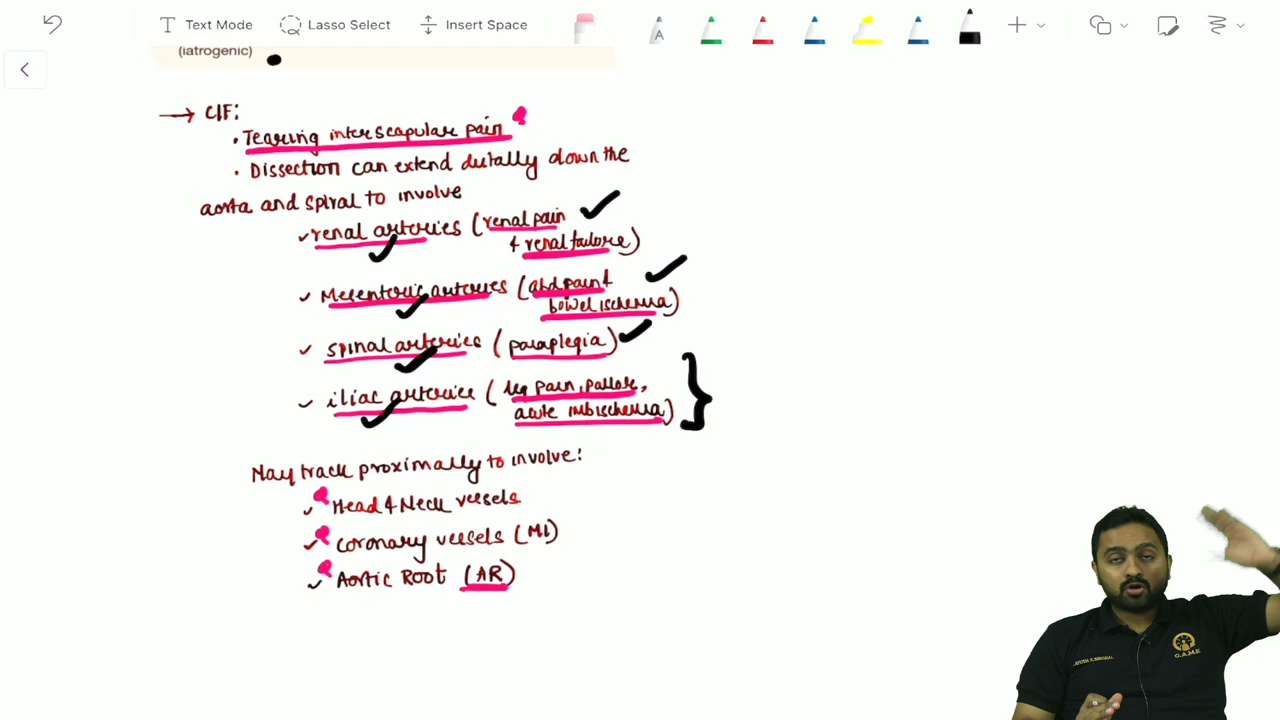 Text Mode
Lasso Select
Insert Space
A
(iatrogenic)
→ C/F:
• Tearing interscapular pain
• Dissection can extend distally down the
aorta and spiral to involve
✓ renal arteries (renal pain
& renal failure)
✓ Mesenteric arteries (abd pain &
bowel ischemia)
✓ spinal arteries (paraplegia)
✓ iliac arteries (leg pain, pallor,
acute limb ischemia)
May track proximally to involve:
✓ Head & Neck vessels
✓ Coronary vessels (MI)
✓ Aortic Root (AR)
G.A.M.E